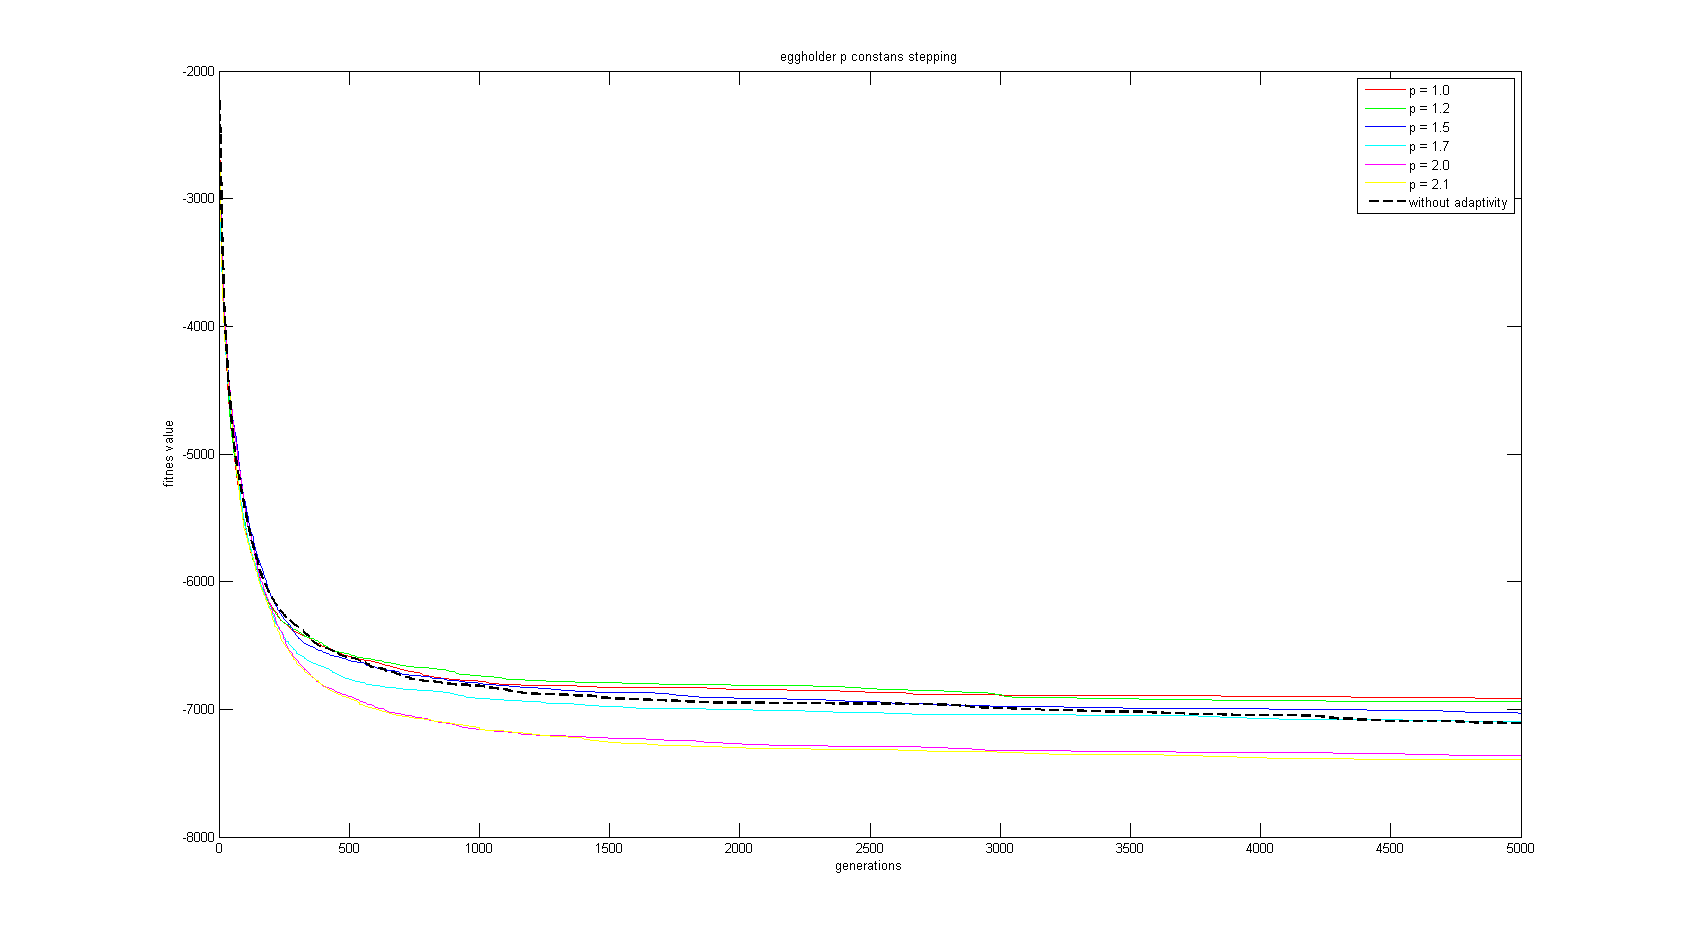 eggholder p constans stepping
-2000
p = 1.0
p = 1.2
p = 1.5
p = 1.7
p = 2.0
p = 2.1
without adaptivity
-3000
-4000
fitnes value
-5000
-6000
-7000
-8000
0 500 1000 1500 2000 2500 3000 3500 4000 4500 5000
generations